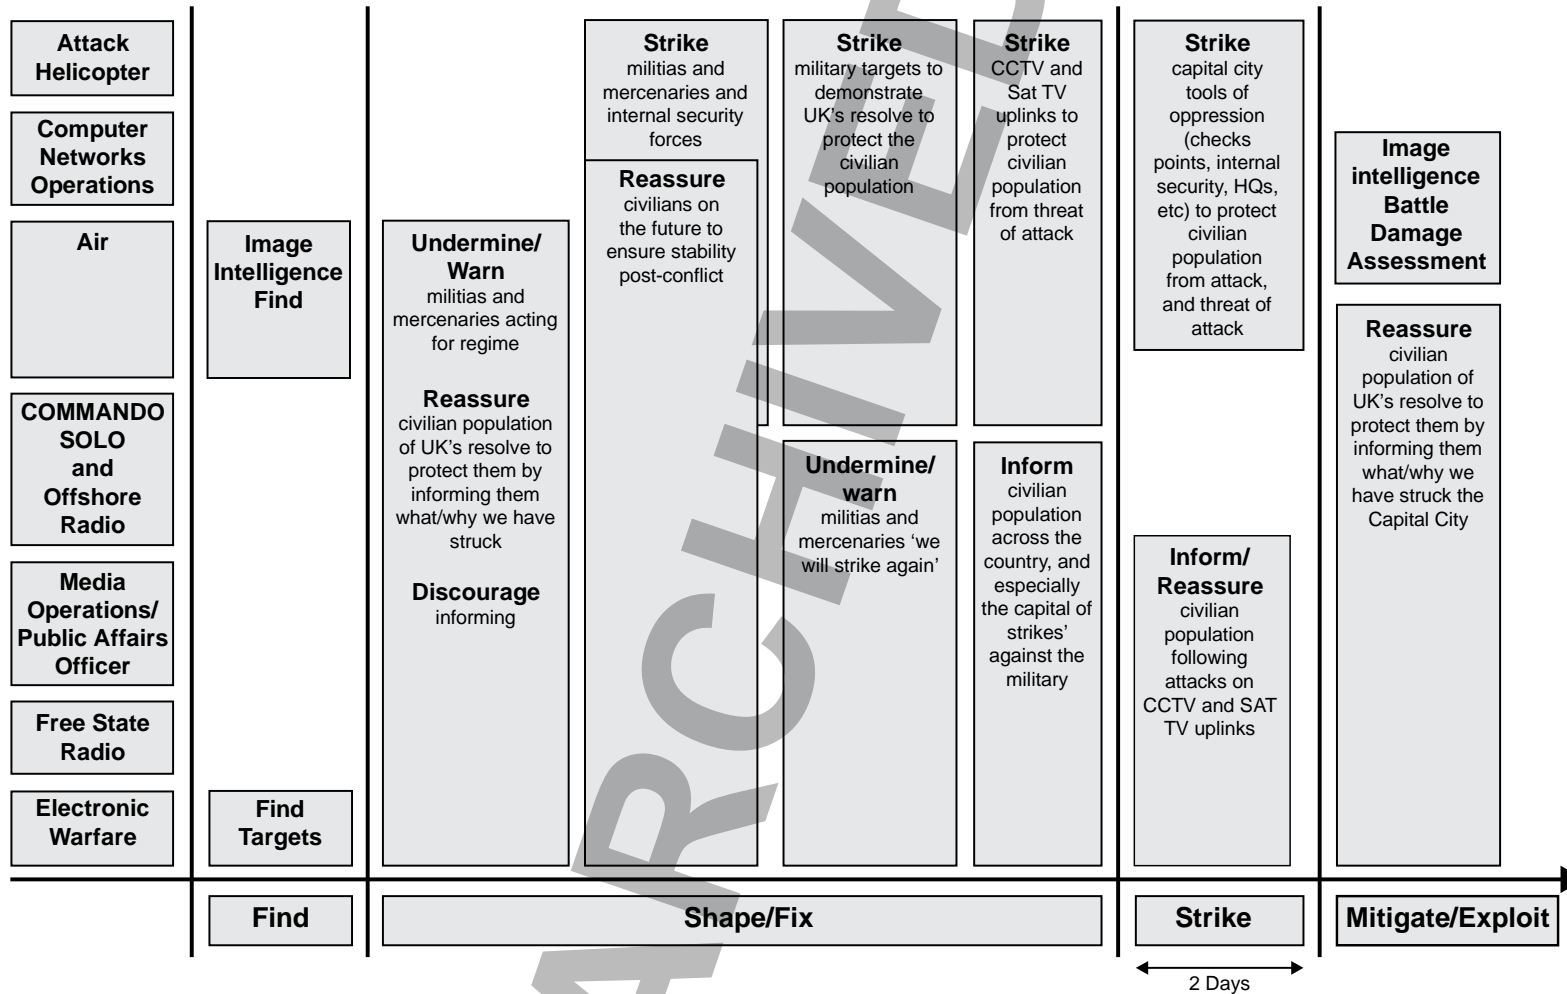 Attack
Helicopter
Computer
Networks
Operations
Air
COMMANDO
SOLO
and
Offshore
Radio
Media
Operations/
Public Affairs
Officer
Free State
Radio
Electronic
Warfare
Image
Intelligence
Find
Find
Targets
Undermine/
Warn
militias and
mercenaries acting
for regime
Reassure
civilian population
of UK’s resolve to
protect them by
informing them
what/why we have
struck
Discourage
informing
Strike
militias and
mercenaries and
internal security
forces
Reassure
civilians on
the future to
ensure stability
post-conflict
Strike
military targets to
demonstrate
UK’s resolve to
protect the
civilian
population
Undermine/
warn
militias and
mercenaries ‘we
will strike again’
Strike
CCTV and
Sat TV
uplinks to
protect
civilian
population
from threat
of attack
Inform
civilian
population
across the
country, and
especially
the capital of
strikes’
against the
military
Strike
capital city
tools of
oppression
(checks
points, internal
security, HQs,
etc) to protect
civilian
population
from attack,
and threat of
attack
Inform/
Reassure
civilian
population
following
attacks on
CCTV and SAT
TV uplinks
Image
intelligence
Battle
Damage
Assessment
Reassure
civilian
population of
UK’s resolve to
protect them by
informing them
what/why we
have struck the
Capital City
Find
Shape/Fix
Strike
Mitigate/Exploit
2 Days
ARCHIVED